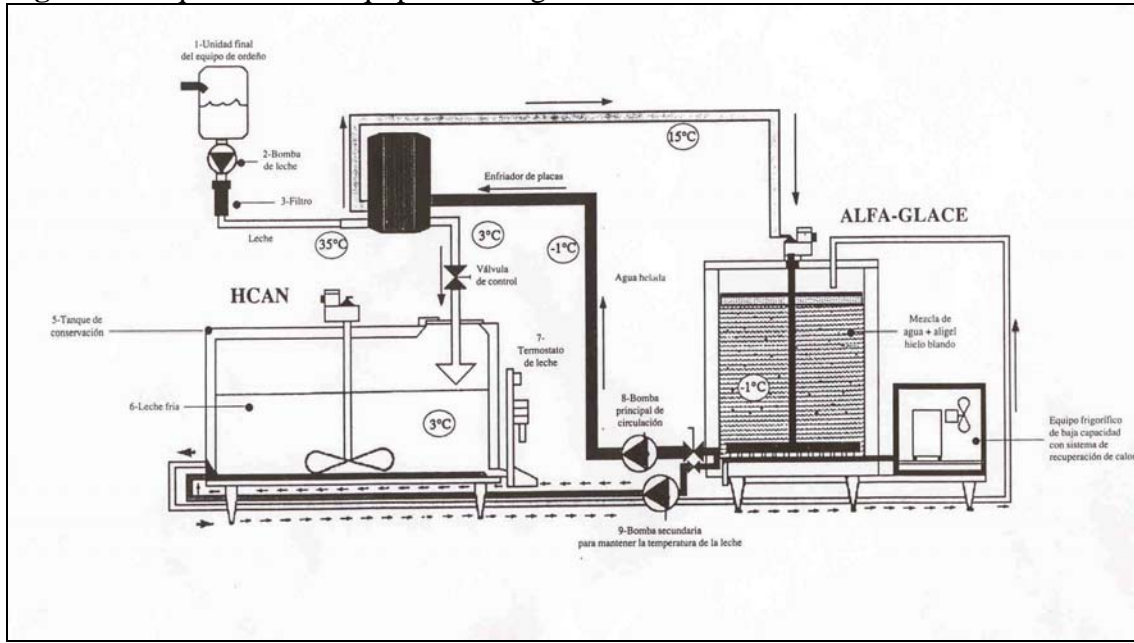 1-Unidad final
del equipo de ordeño
2-Bomba
de leche
3-Filtro
Leche
35°C
3°C
Enfriador de placas
-1°C
15°C
Agua helada
Válvula
de control
HCAN
5-Tanque de
conservación
6-Leche fria
3°C
7-
Termostato
de leche
8-Bomba
principal de
circulación
9-Bomba secundaria
para mantener la temperatura de la leche
ALFA-GLACE
Mezcla de
agua + aligel
hielo blando
-1°C
Equipo frigorífico
de baja capacidad
con sistema de
recuperación de calor